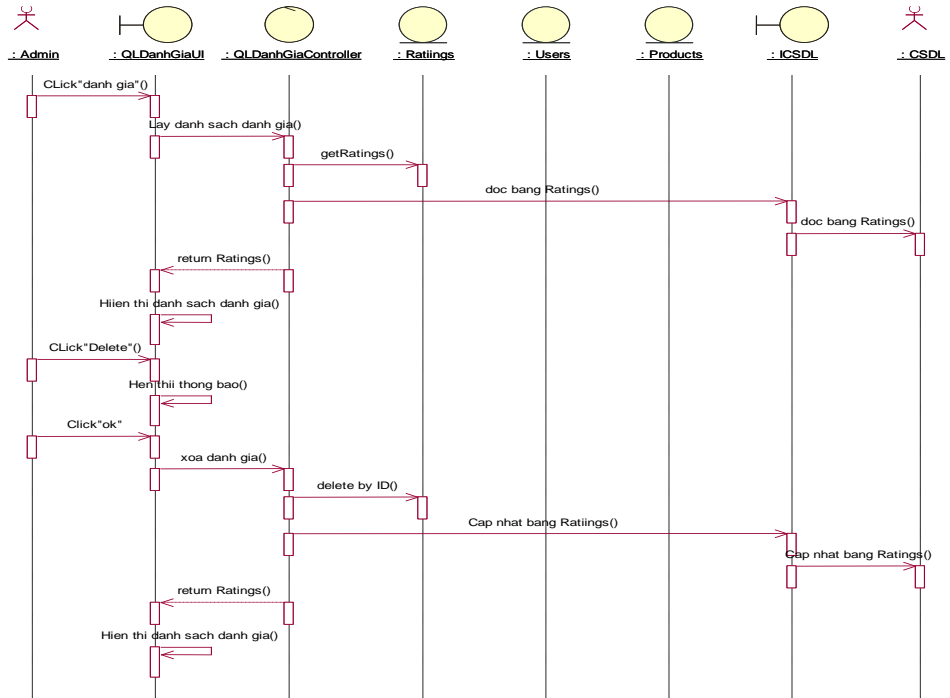 : Admin
: QLDanhGiaUI
: QLDanhGiaController
: Ratiings
: Users
: Products
: ICSDL
: CSDL
CLick"danh gia"()
Lay danh sach danh gia()
getRatings()
doc bang Ratings()
doc bang Ratings()
return Ratings()
Hiien thi danh sach danh gia()
CLick"Delete"()
Hen thii thong bao()
Click"ok"
xoa danh gia()
delete by ID()
Cap nhat bang Ratiings()
Cap nhat bang Ratings()
return Ratings()
Hien thi danh sach danh gia()